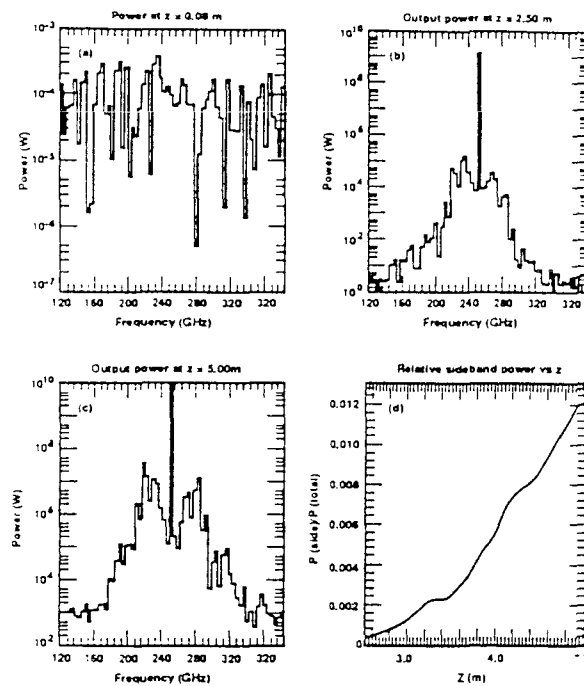 Power at z = 0.08 m
(a)
10⁻³
10⁻⁴
10⁻⁵
10⁻⁶
10⁻⁷
Power (W)
120 160 200 240 280 320
Frequency (GHz)
Output power at z = 2.50 m
(b)
10¹⁰
10⁸
10⁶
10⁴
10²
10⁰
Power (W)
120 160 200 240 280 320
Frequency (GHz)
Output power at z = 5.00m
(c)
10¹⁰
10⁸
10⁶
10⁴
10²
Power (W)
120 160 200 240 280 320
Frequency (GHz)
Relative sideband power vs z
(d)
0.012
0.010
0.008
0.006
0.004
0.002
0
P (side)/P (total)
3.0 4.0
Z (m)